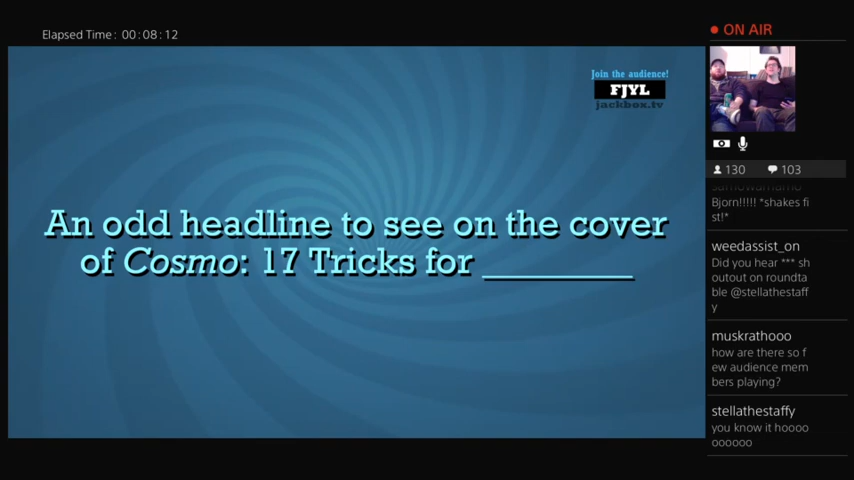 Elapsed Time: 00:08:12
ON AIR
Join the audience!
FJYL
jackbox.tv
An odd headline to see on the cover
of Cosmo: 17 Tricks for __________
130 103
Bjorn!!!!! *shakes fi
st!*
weedassist_on
Did you hear *** sh
outout on roundta
ble @stellathestaff
y
muskrathooo
how are there so f
ew audience mem
bers playing?
stellathestaffy
you know it hoooo
oooooo